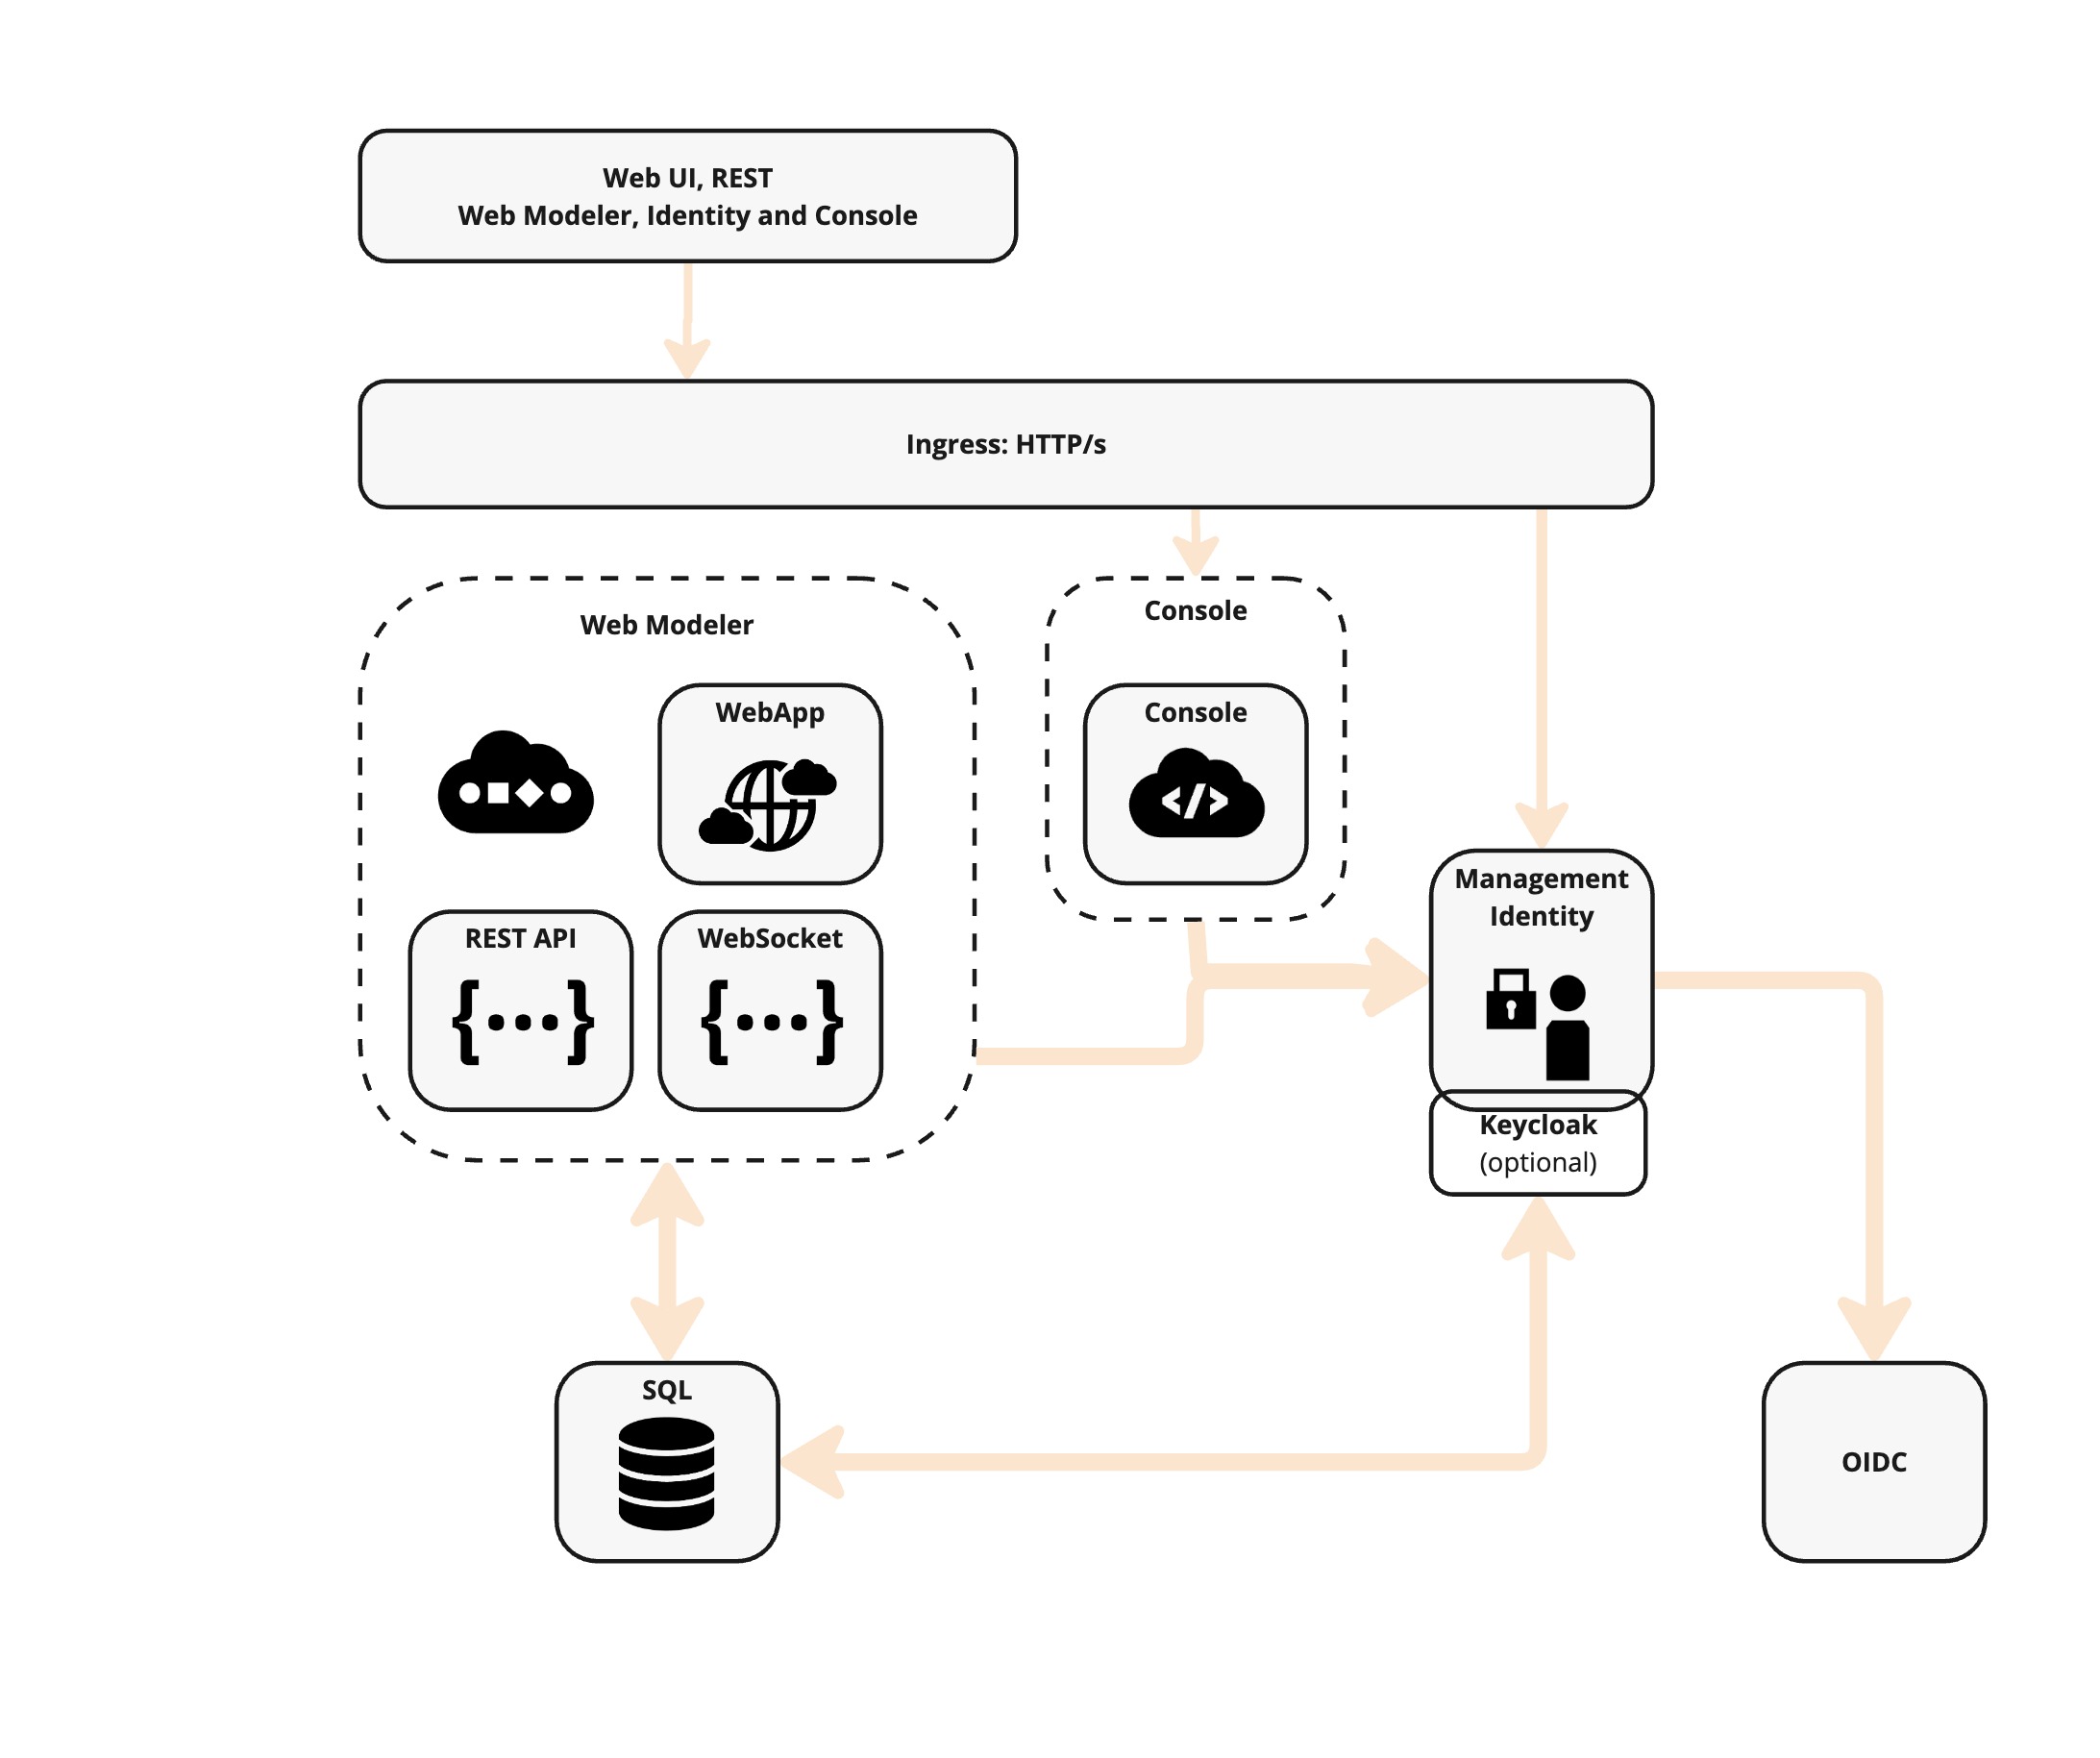 Web UI, REST
Web Modeler, Identity and Console
Ingress: HTTP/s
Web Modeler
WebApp
REST API
{...}
WebSocket
{...}
Console
Console
</>
Management
Identity
Keycloak
(optional)
SQL
OIDC